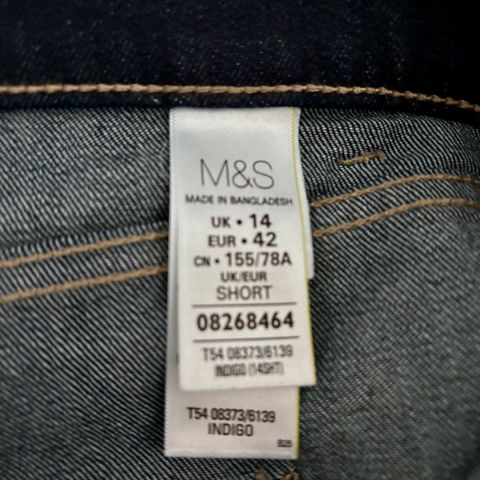 M&S
MADE IN BANGLADESH
UK • 14
EUR • 42
CN • 155/78A
UK/EUR
SHORT
08268464
T54 08373/6139
INDIGO (14SHT)
T54 08373/6139
INDIGO
B25